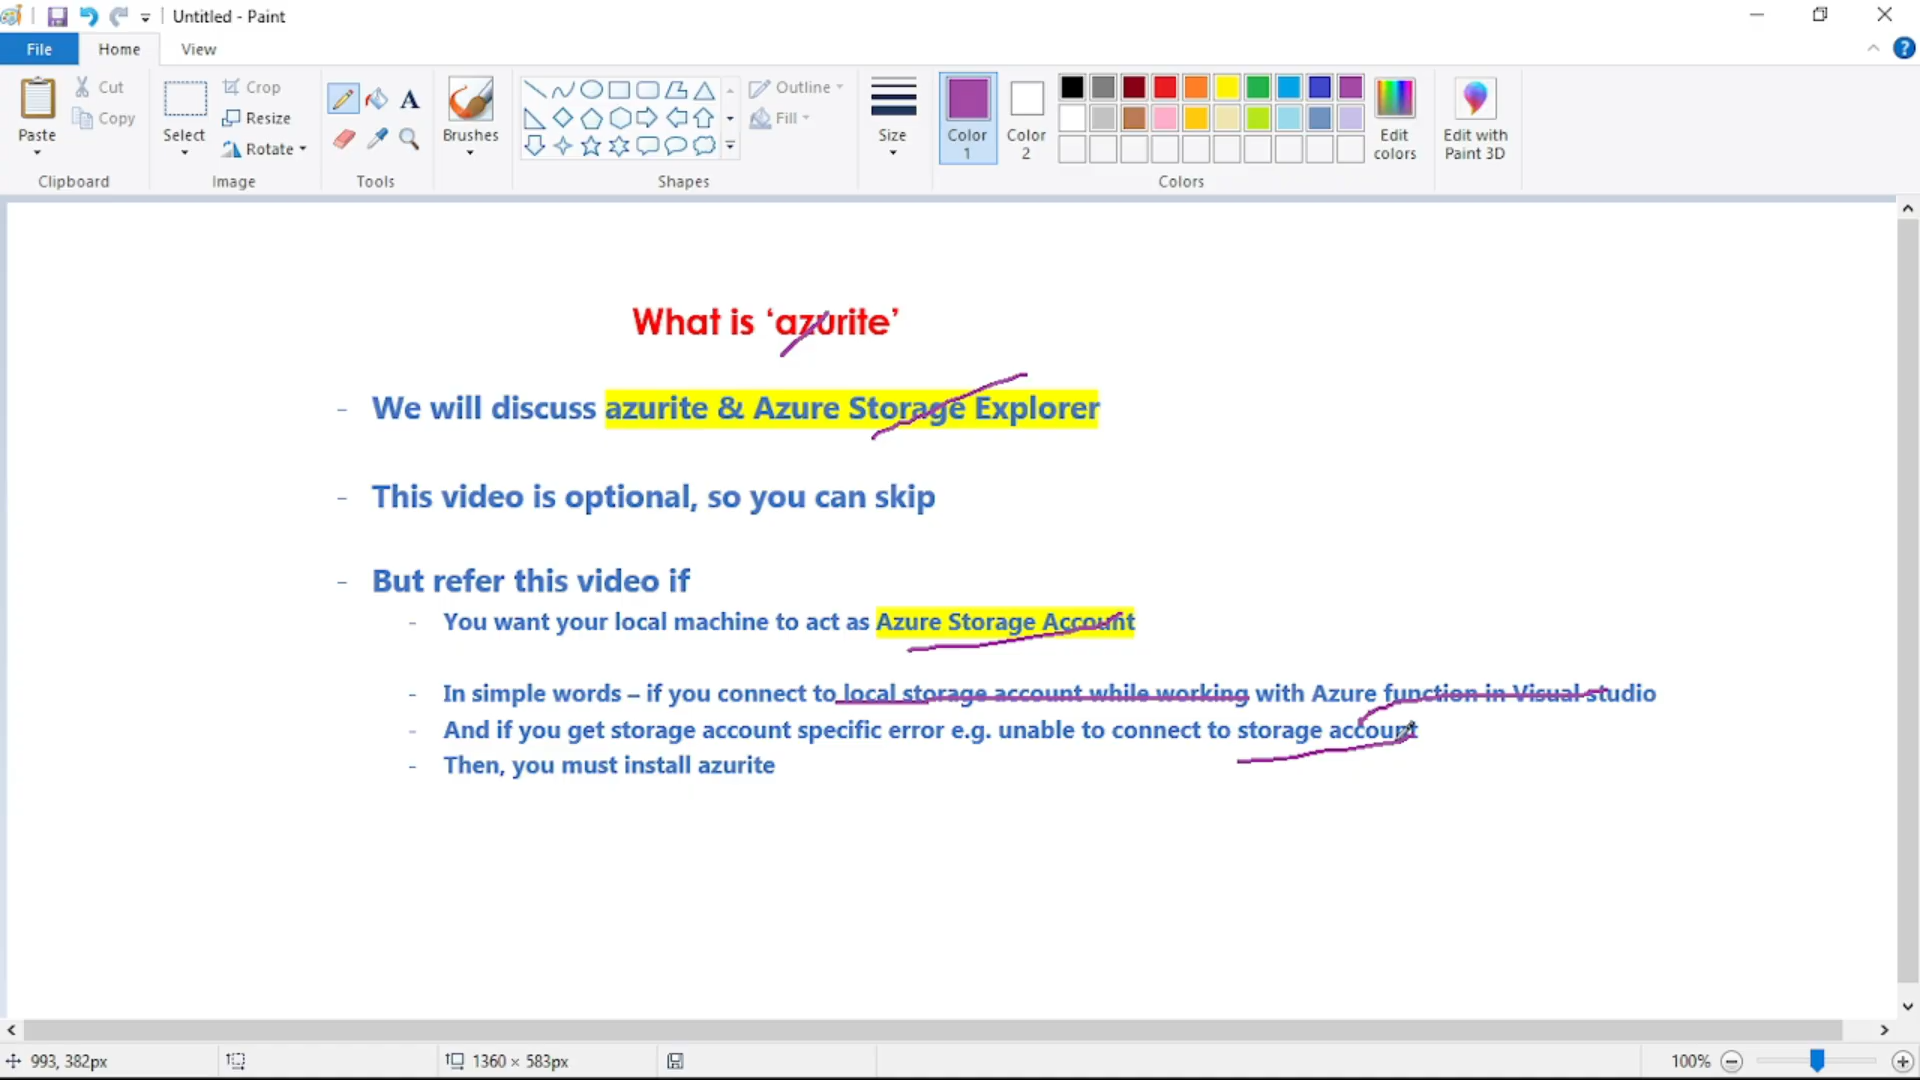 Untitled - Paint
File Home View
Paste
Cut
Copy
Clipboard
Select
Crop
Resize
Rotate
Image
A
Tools
Brushes
Outline
Fill
Shapes
Size
Color 1
Color 2
Edit colors
Colors
Edit with Paint 3D
What is ‘azurite’
- We will discuss azurite & Azure Storage Explorer
- This video is optional, so you can skip
- But refer this video if
- You want your local machine to act as Azure Storage Account
- In simple words – if you connect to local storage account while working with Azure function in Visual studio
- And if you get storage account specific error e.g. unable to connect to storage account
- Then, you must install azurite
993, 382px 1360 × 583px 100%